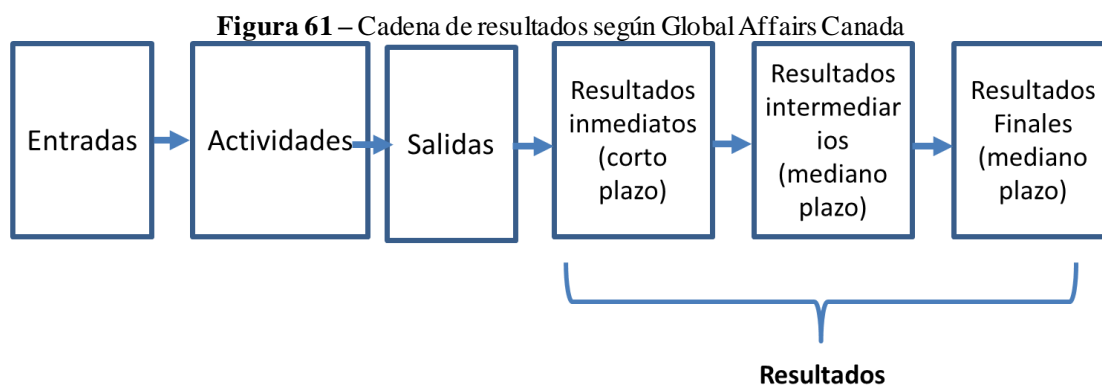 Figura 61 – Cadena de resultados según Global Affairs Canada
Entradas
Actividades
Salidas
Resultados
inmediatos
(corto
plazo)
Resultados
intermediar
ios
(mediano
plazo)
Resultados
Finales
(mediano
plazo)
Resultados